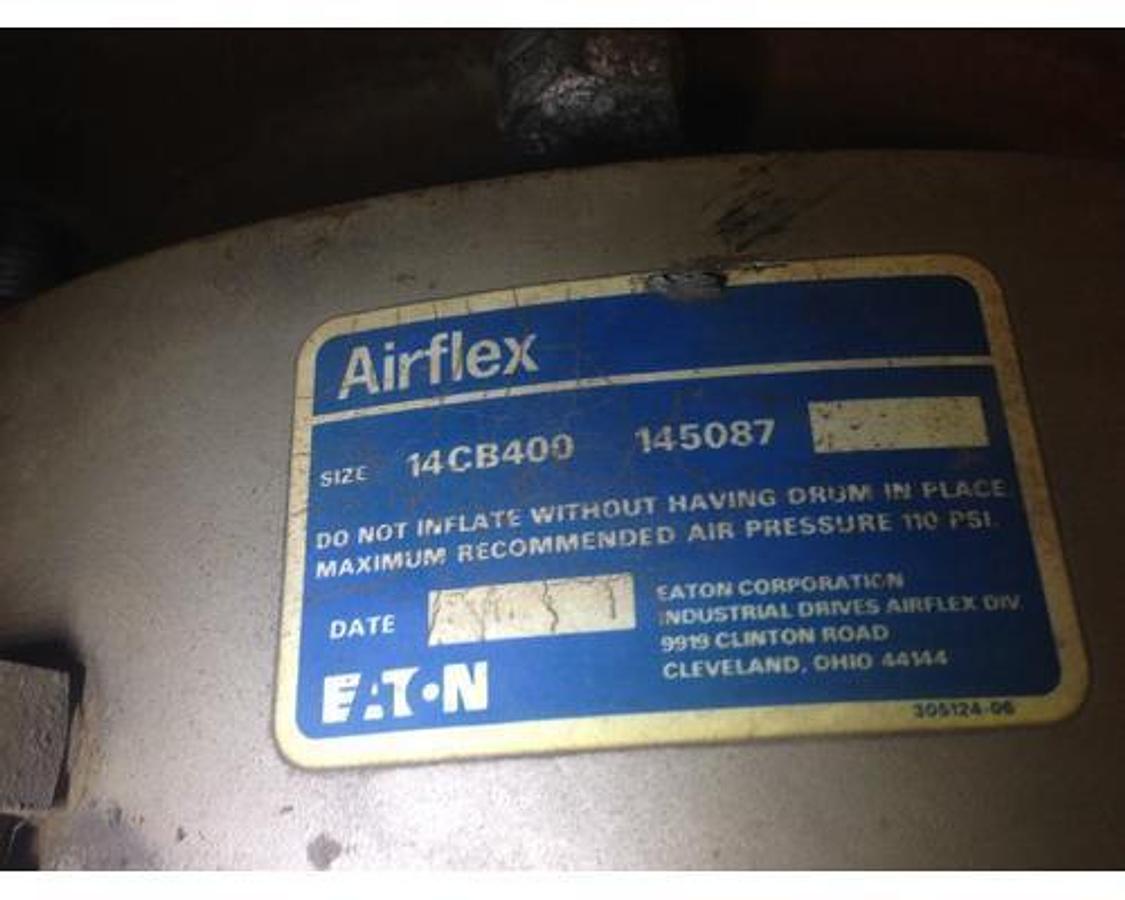 Airflex
SIZE 14CB400 145087
DO NOT INFLATE WITHOUT HAVING DRUM IN PLACE
MAXIMUM RECOMMENDED AIR PRESSURE 110 PSI.
DATE
EATON CORPORATION
INDUSTRIAL DRIVES AIRFLEX DIV.
9919 CLINTON ROAD
CLEVELAND, OHIO 44144
EATON
305124-06